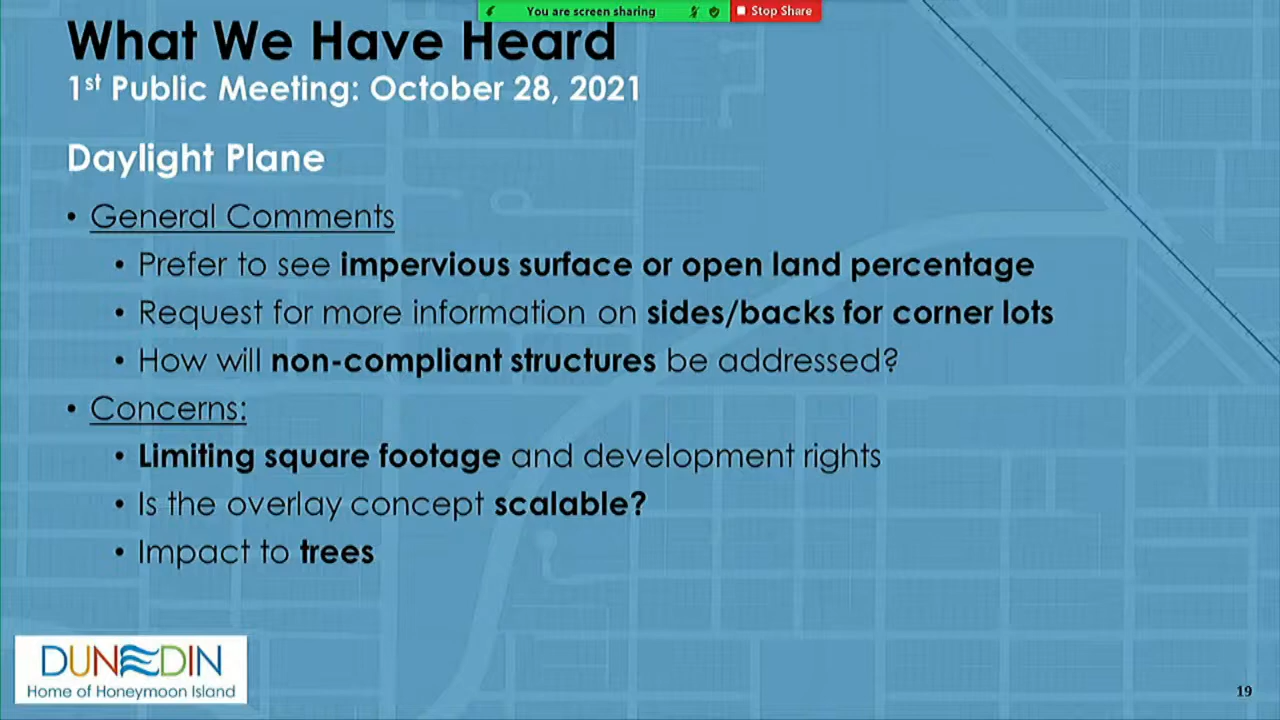 You are screen sharing
Stop Share
What We Have Heard
1st Public Meeting: October 28, 2021
Daylight Plane
• General Comments
• Prefer to see impervious surface or open land percentage
• Request for more information on sides/backs for corner lots
• How will non-compliant structures be addressed?
• Concerns:
• Limiting square footage and development rights
• Is the overlay concept scalable?
• Impact to trees
DUNEDIN
Home of Honeymoon Island
19